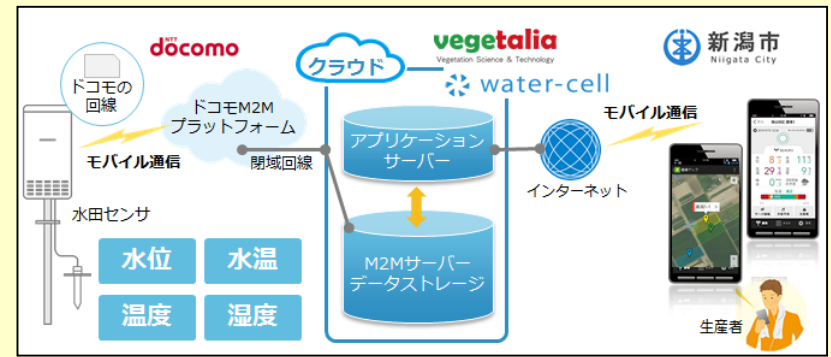 NTT
döcomo
vegetalia
Vegetation Science & Technology
water-cell
新潟市
Niigata City
クラウド
ドコモの
回線
ドコモM2M
プラットフォーム
モバイル通信
閉域回線
アプリケーション
サーバー
M2Mサーバー
データストレージ
インターネット
モバイル通信
水田センサ
水位
水温
温度
湿度
生産者